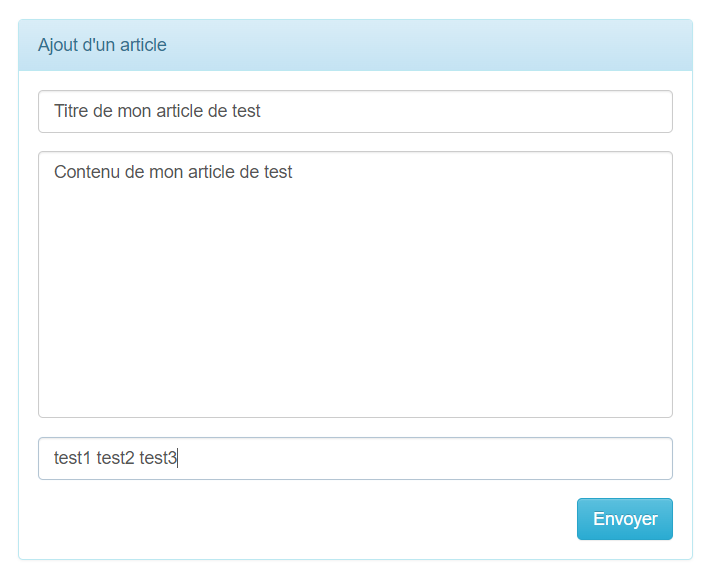 Ajout d'un article
Titre de mon article de test
Contenu de mon article de test
test1 test2 test3
Envoyer